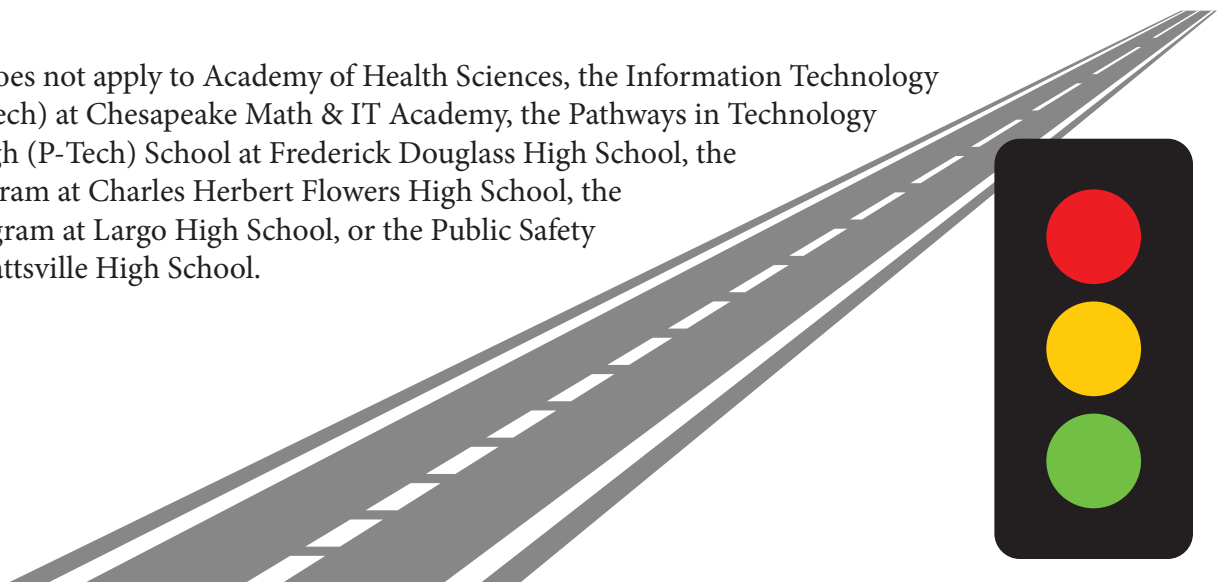 oes not apply to Academy of Health Sciences, the Information Technology
ech) at Chesapeake Math & IT Academy, the Pathways in Technology
gh (P-Tech) School at Frederick Douglass High School, the
ram at Charles Herbert Flowers High School, the
gram at Largo High School, or the Public Safety
attsville High School.